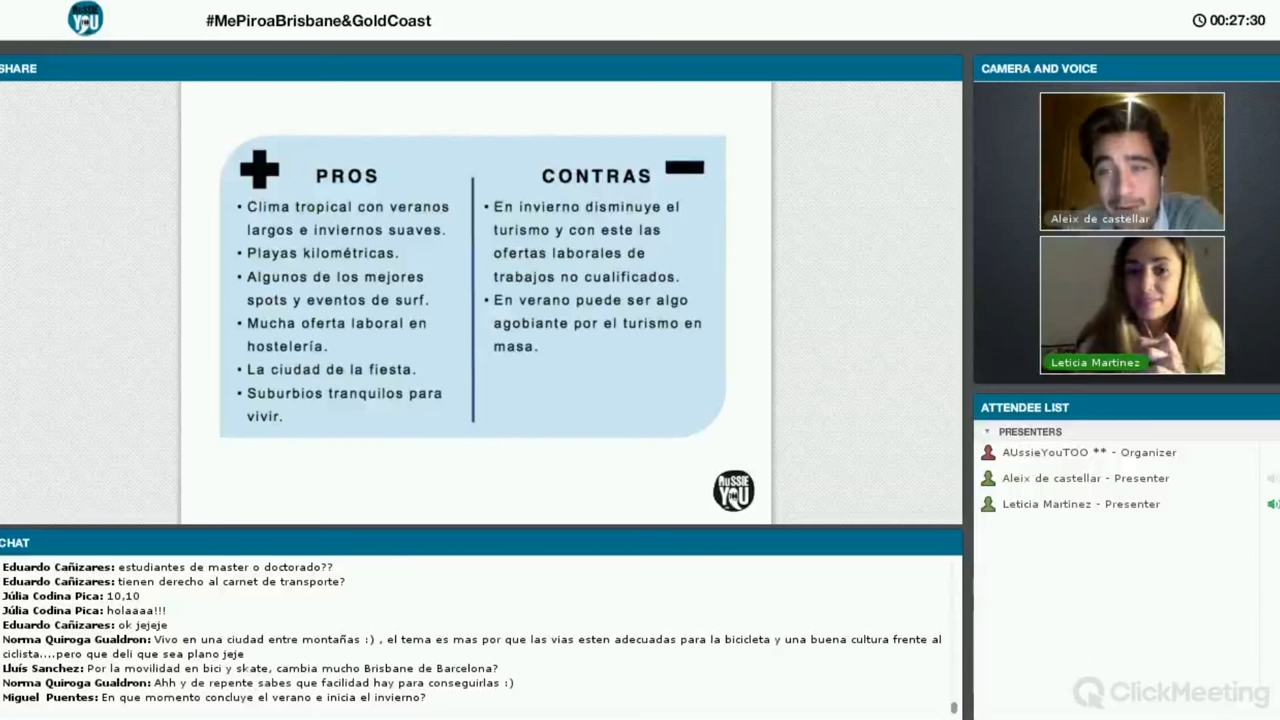 AUSSIE
YOU
#MePiroaBrisbane&GoldCoast
00:27:30
SHARE
CAMERA AND VOICE
PROS
CONTRAS
• Clima tropical con veranos
largos e inviernos suaves.
• Playas kilométricas.
• Algunos de los mejores
spots y eventos de surf.
• Mucha oferta laboral en
hostelería.
• La ciudad de la fiesta.
• Suburbios tranquilos para
vivir.
• En invierno disminuye el
turismo y con este las
ofertas laborales de
trabajos no cualificados.
• En verano puede ser algo
agobiante por el turismo en
masa.
AUSSIE
YOU
Aleix de castellar
Leticia Martinez
ATTENDEE LIST
PRESENTERS
AUssieYouTOO ** - Organizer
Aleix de castellar - Presenter
Leticia Martinez - Presenter
CHAT
Eduardo Cañizares: estudiantes de master o doctorado??
Eduardo Cañizares: tienen derecho al carnet de transporte?
Júlia Codina Pica: 10,10
Júlia Codina Pica: holaaaa!!!
Eduardo Cañizares: ok jejeje
Norma Quiroga Gualdron: Vivo en una ciudad entre montañas :) , el tema es mas por que las vias esten adecuadas para la bicicleta y una buena cultura frente al
ciclista....pero que deli que sea plano jeje
Lluís Sanchez: Por la movilidad en bici y skate, cambia mucho Brisbane de Barcelona?
Norma Quiroga Gualdron: Ahh y de repente sabes que facilidad hay para conseguirlas :)
Miguel Puentes: En que momento concluye el verano e inicia el invierno?
ClickMeeting